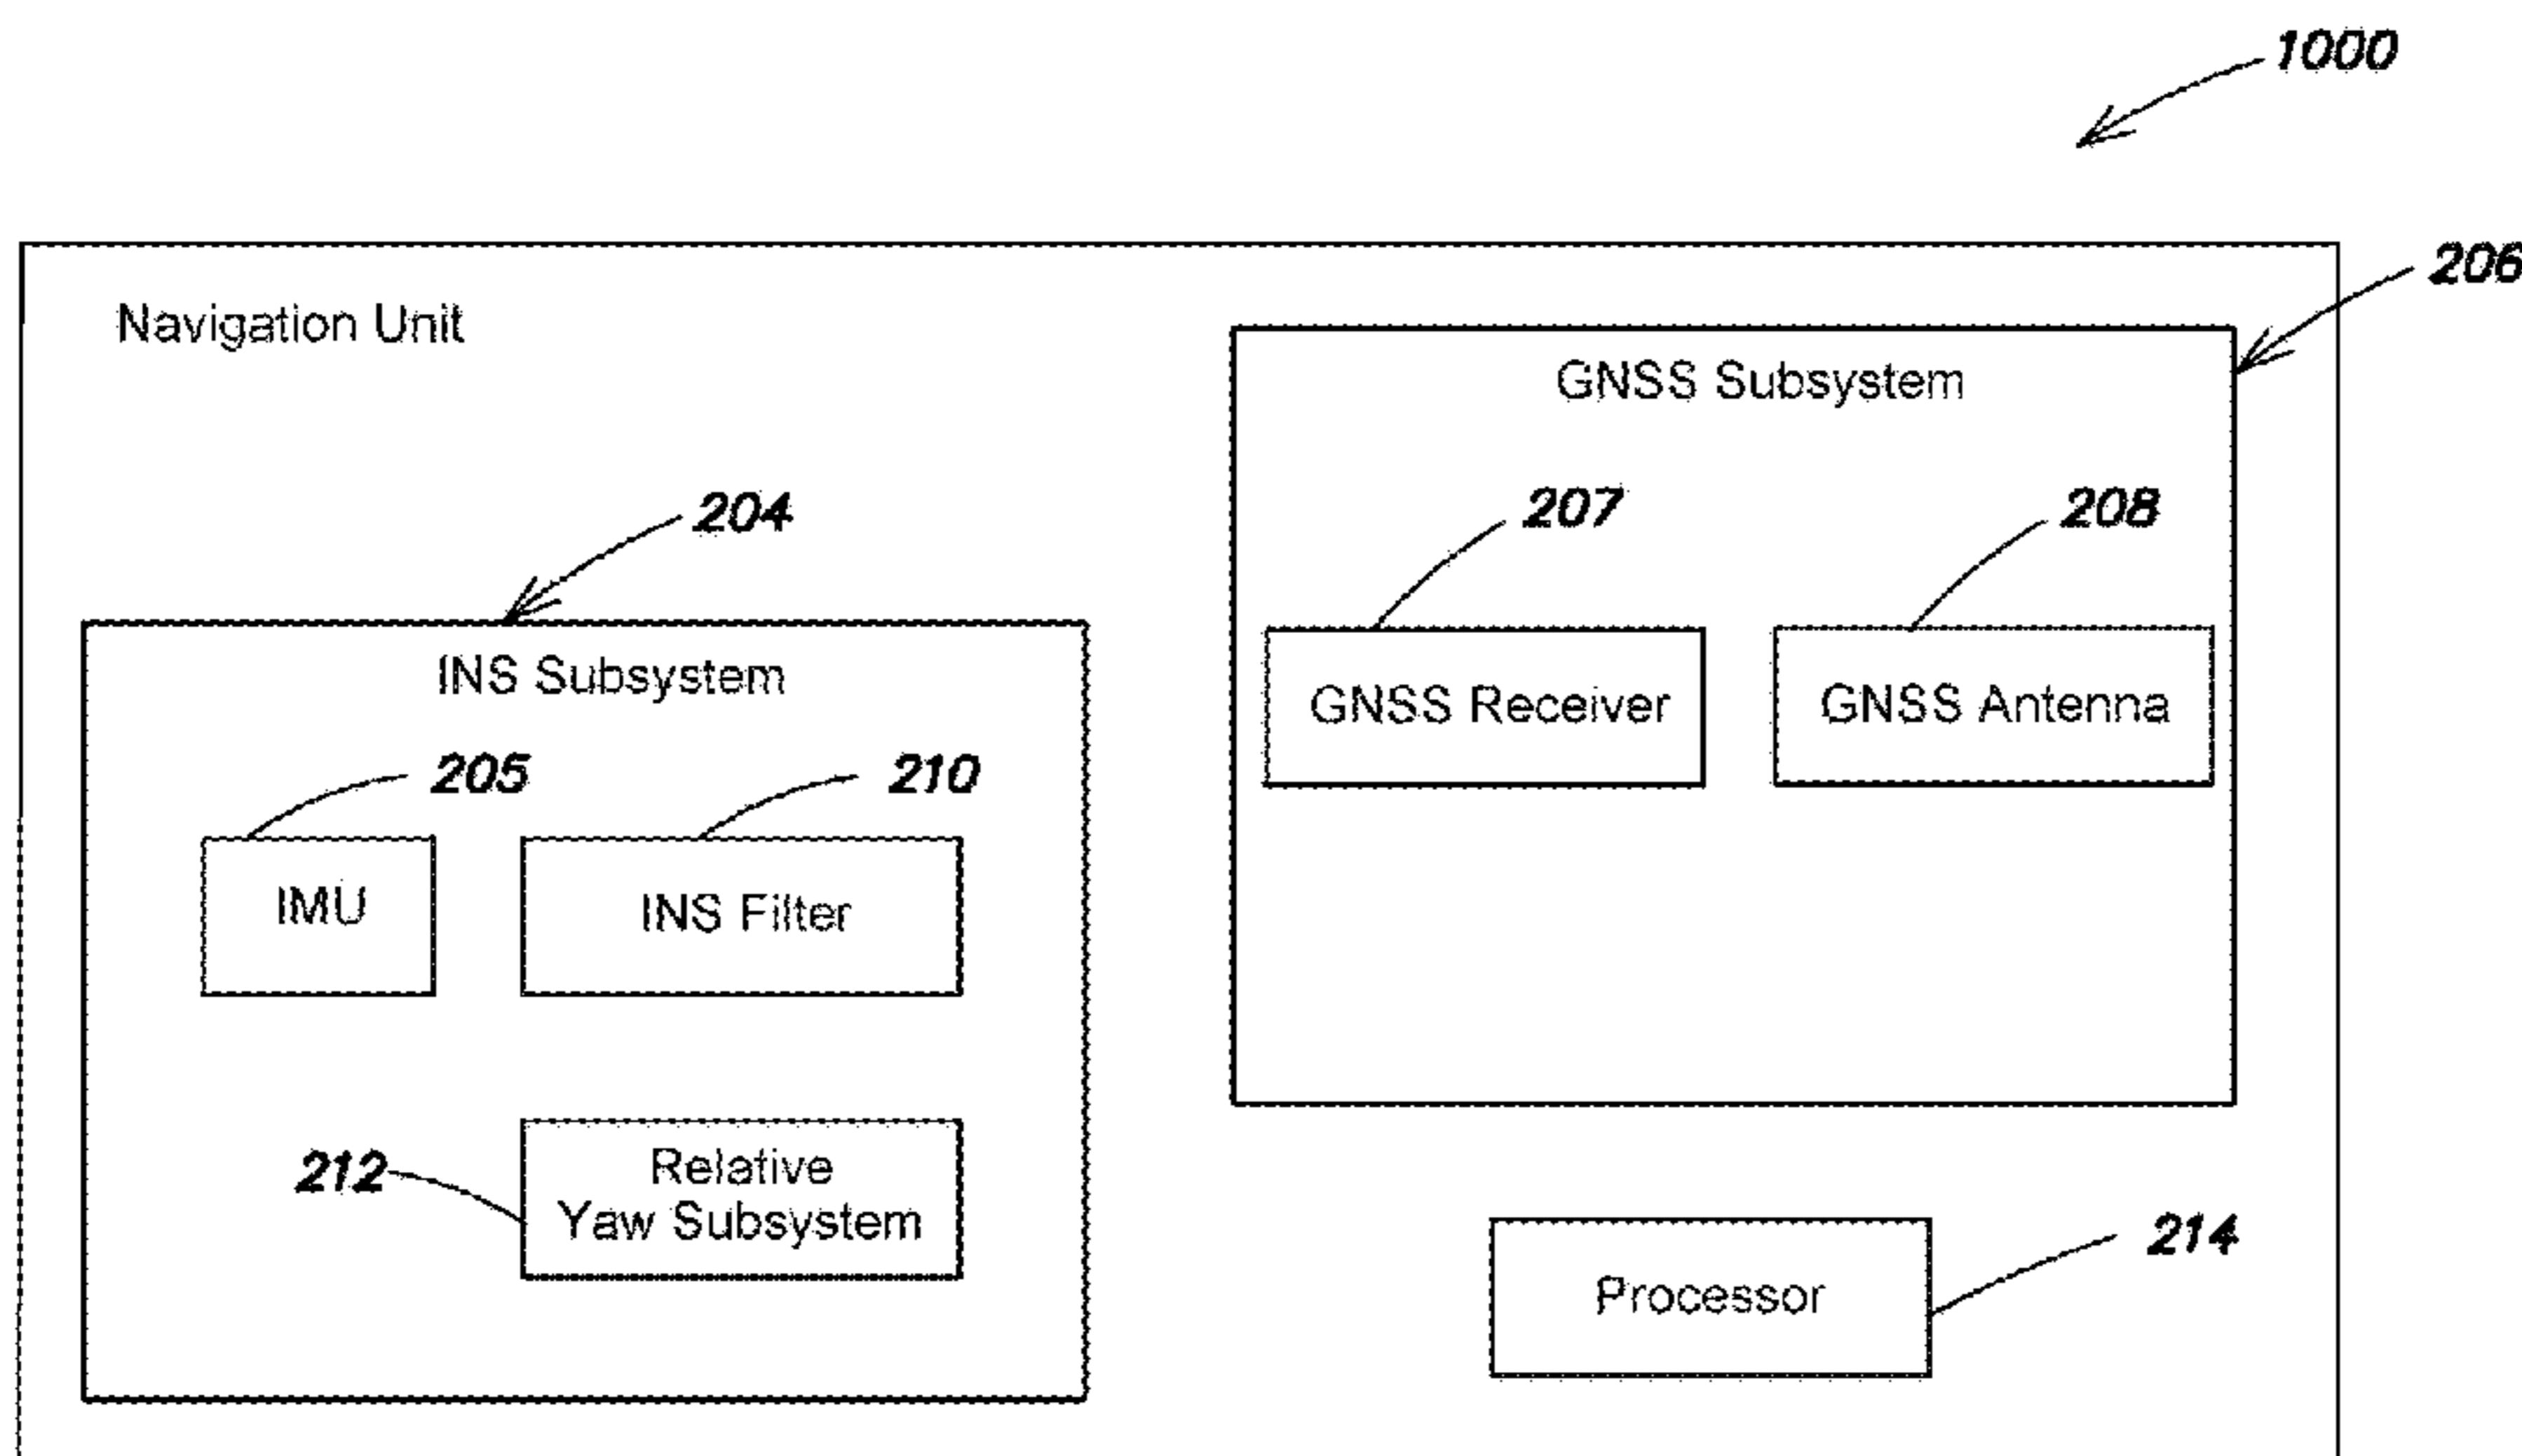 1000
206
Navigation Unit
GNSS Subsystem
204
207
208
INS Subsystem
GNSS Receiver
GNSS Antenna
205
210
IMU
INS Filter
212
Relative
Yaw Subsystem
214
Processor